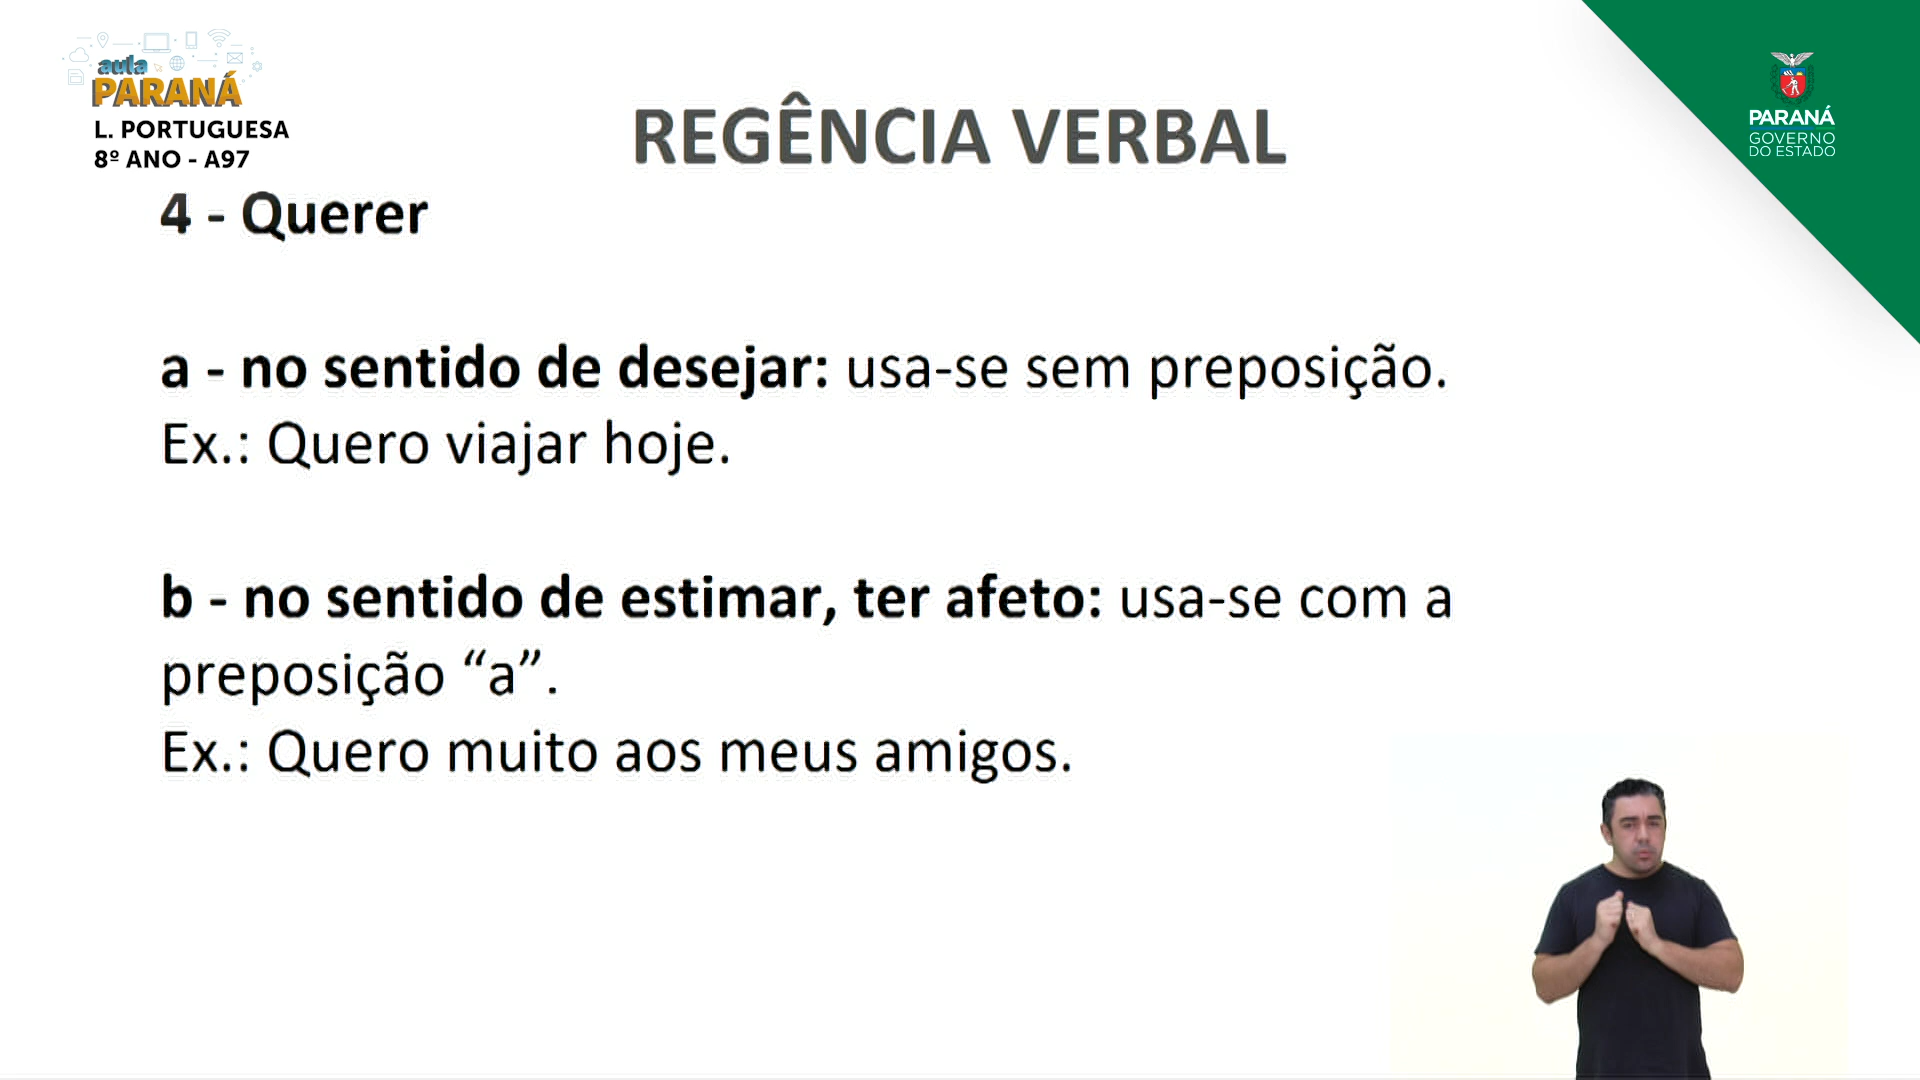 aula
PARANÁ
L. PORTUGUESA
8º ANO - A97
PARANÁ
GOVERNO
DO ESTADO
REGÊNCIA VERBAL
4 - Querer
a - no sentido de desejar: usa-se sem preposição.
Ex.: Quero viajar hoje.
b - no sentido de estimar, ter afeto: usa-se com a
preposição “a”.
Ex.: Quero muito aos meus amigos.